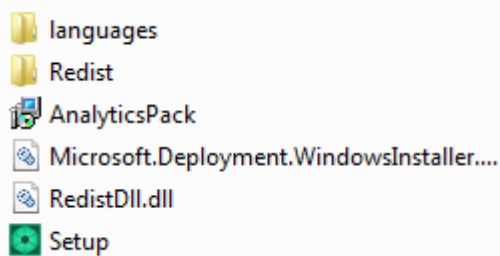 languages
Redist
AnalyticsPack
Microsoft.Deployment.WindowsInstaller....
RedistDll.dll
Setup